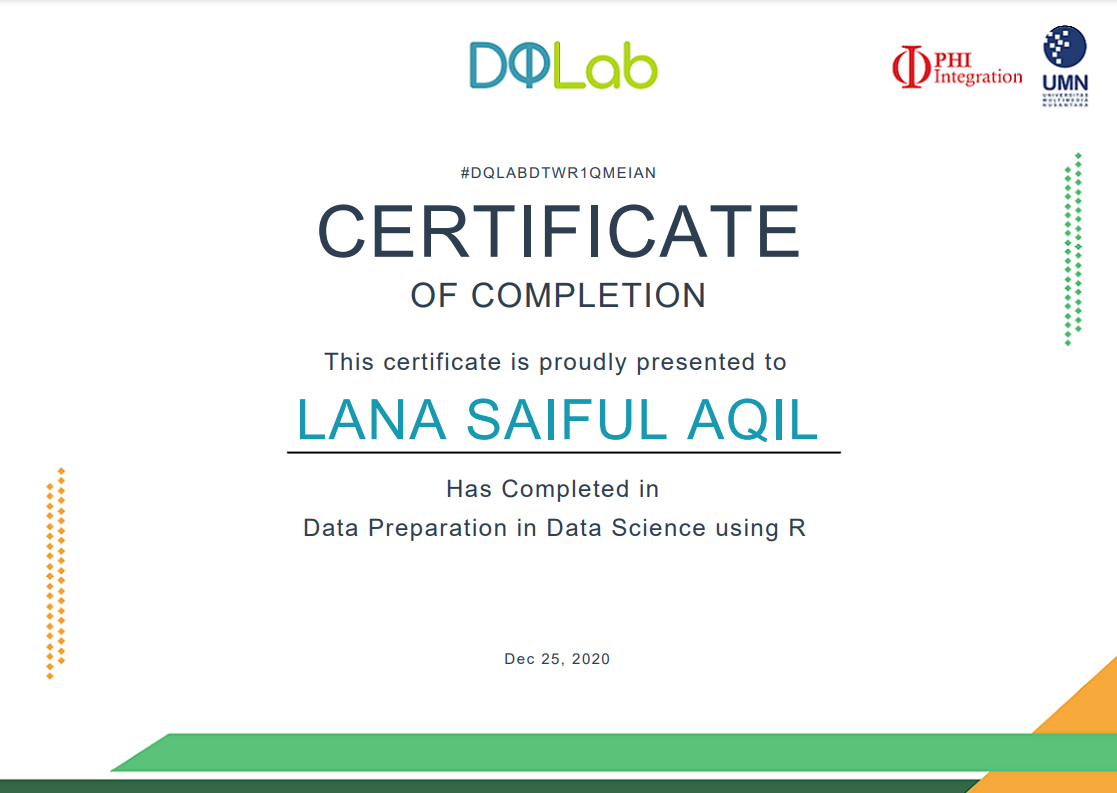 DQLab
PHI
Integration
UMN
UNIVERSITAS
MULTIMEDIA
NUSANTARA
#DQLABDTWR1QMEIAN
CERTIFICATE
OF COMPLETION
This certificate is proudly presented to
LANA SAIFUL AQIL
Has Completed in
Data Preparation in Data Science using R
Dec 25, 2020